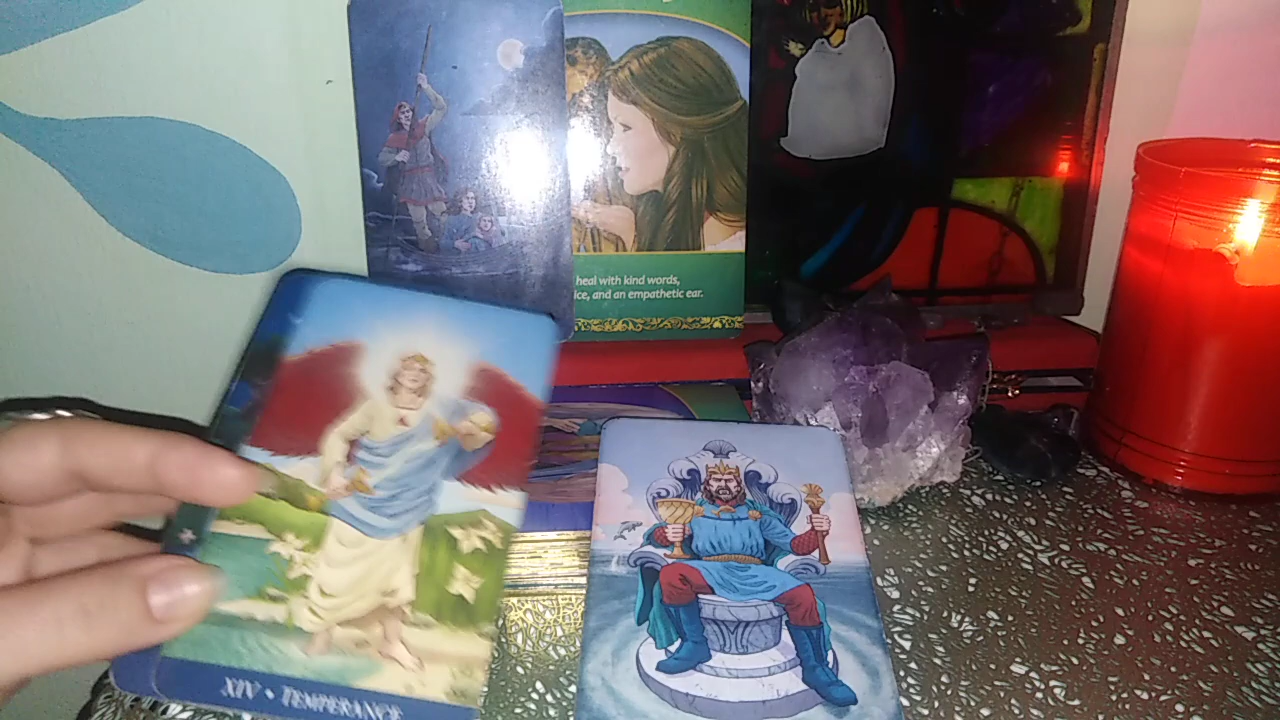 heal with kind words,
ice, and an empathetic ear.
XIV • TEMPERANCE